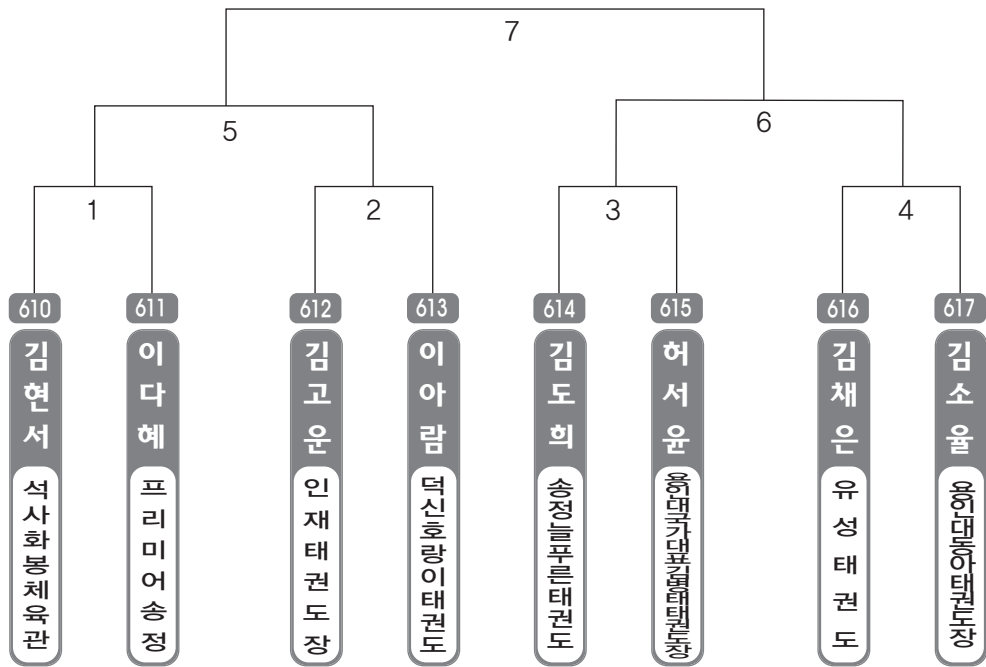 7
5
6
1
2
3
4
610
611
612
613
614
615
616
617
김현서
이다혜
김고운
이아람
김도희
허서윤
김채은
김소율
석사화봉체육관
프리미어송정
인재태권도장
덕신호랑이태권도
송정늘푸른태권도
용인대국가대표김병태태권도장
유성태권도
용인대동아태권도장